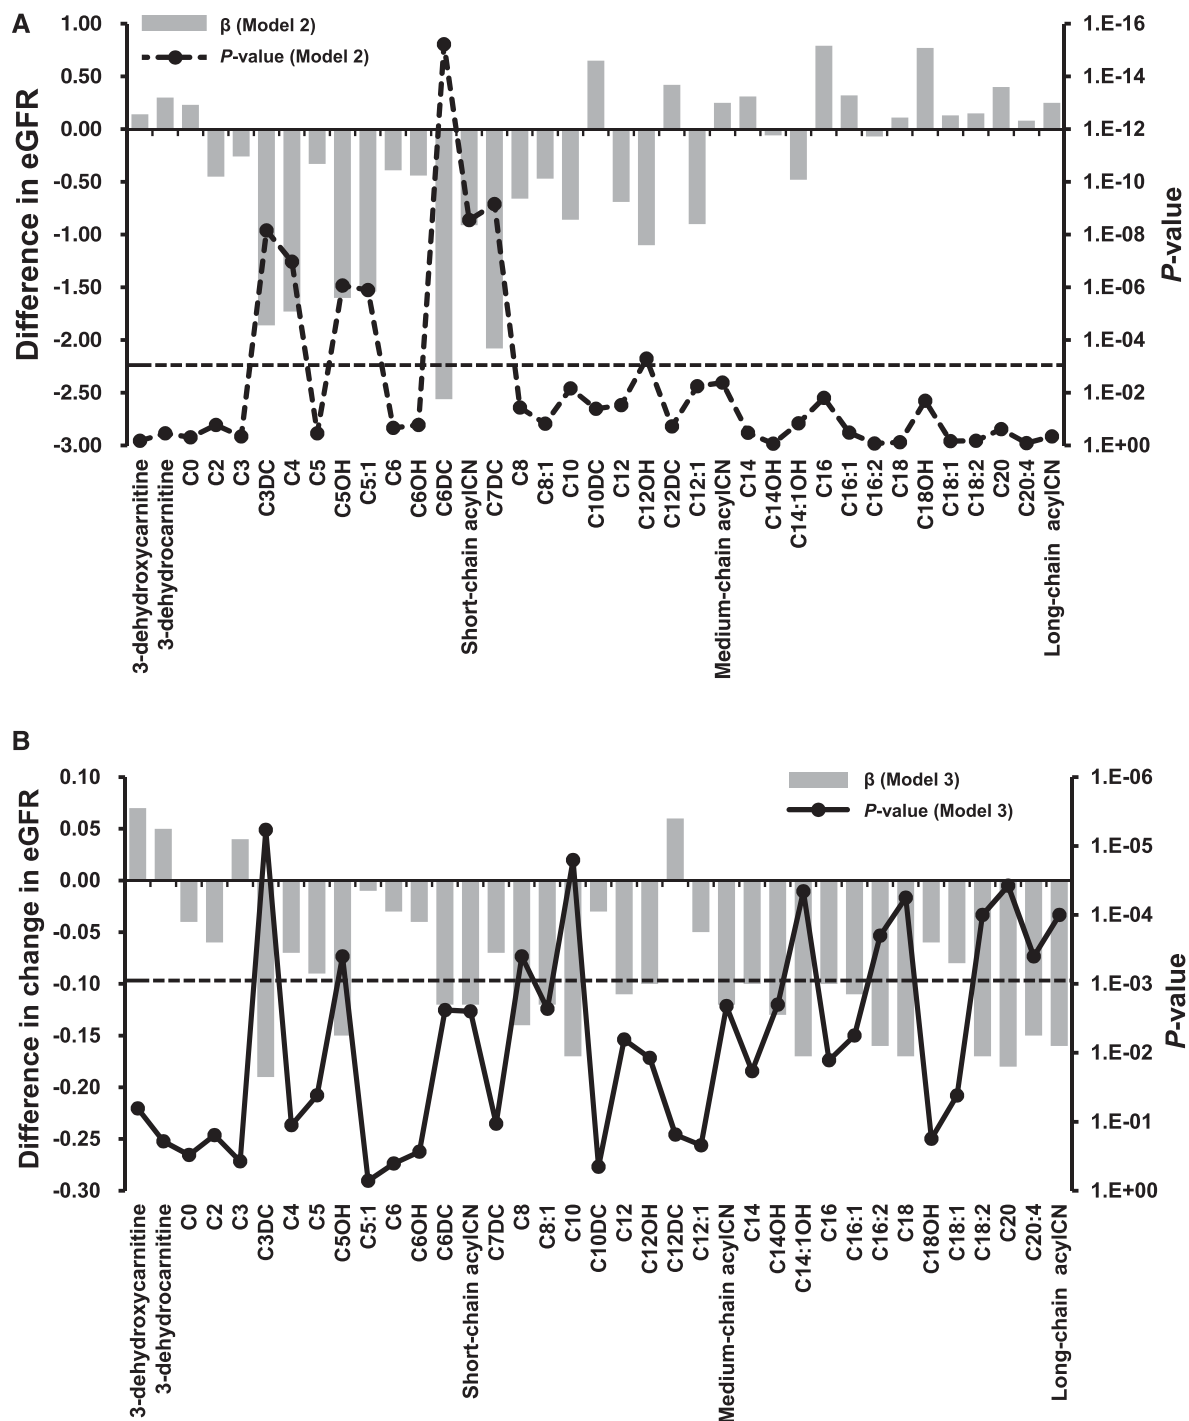 A
β (Model 2)
P-value (Model 2)
Difference in eGFR
1.00
0.50
0.00
-0.50
-1.00
-1.50
-2.00
-2.50
-3.00
1.E-16
1.E-14
1.E-12
1.E-10
1.E-08
1.E-06
1.E-04
1.E-02
1.E+00
P-value
3-dehydroxycarnitine
3-dehydrocarnitine
C0
C2
C3
C3DC
C4
C5
C5OH
C5:1
C6
C6OH
C6DC
Short-chain acylCN
C7DC
C8
C8:1
C10
C10DC
C12
C12OH
C12DC
C12:1
Medium-chain acylCN
C14
C14OH
C14:1OH
C16
C16:1
C16:2
C18
C18OH
C18:1
C18:2
C20
C20:4
Long-chain acylCN
B
β (Model 3)
P-value (Model 3)
Difference in change in eGFR
0.10
0.05
0.00
-0.05
-0.10
-0.15
-0.20
-0.25
-0.30
1.E-06
1.E-05
1.E-04
1.E-03
1.E-02
1.E-01
1.E+00
P-value
3-dehydroxycarnitine
3-dehydrocarnitine
C0
C2
C3
C3DC
C4
C5
C5OH
C5:1
C6
C6OH
C6DC
Short-chain acylCN
C7DC
C8
C8:1
C10
C10DC
C12
C12OH
C12DC
C12:1
Medium-chain acylCN
C14
C14OH
C14:1OH
C16
C16:1
C16:2
C18
C18OH
C18:1
C18:2
C20
C20:4
Long-chain acylCN